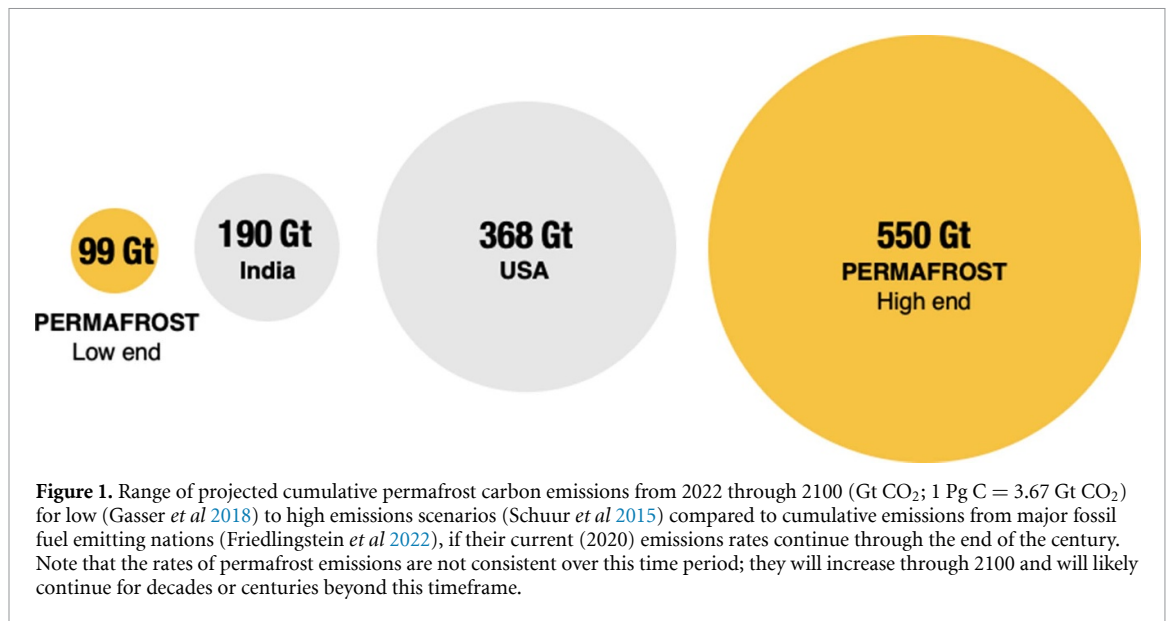 99 Gt
PERMAFROST
Low end
190 Gt
India
368 Gt
USA
550 Gt
PERMAFROST
High end
Figure 1. Range of projected cumulative permafrost carbon emissions from 2022 through 2100 (Gt CO₂; 1 Pg C = 3.67 Gt CO₂)
for low (Gasser et al 2018) to high emissions scenarios (Schuur et al 2015) compared to cumulative emissions from major fossil
fuel emitting nations (Friedlingstein et al 2022), if their current (2020) emissions rates continue through the end of the century.
Note that the rates of permafrost emissions are not consistent over this time period; they will increase through 2100 and will likely
continue for decades or centuries beyond this timeframe.